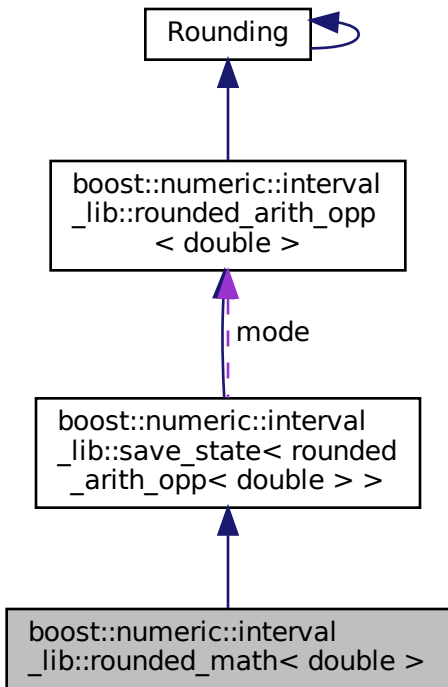 Rounding
boost::numeric::interval
_lib::rounded_arith_opp
< double >
mode
boost::numeric::interval
_lib::save_state< rounded
_arith_opp< double > >
boost::numeric::interval
_lib::rounded_math< double >